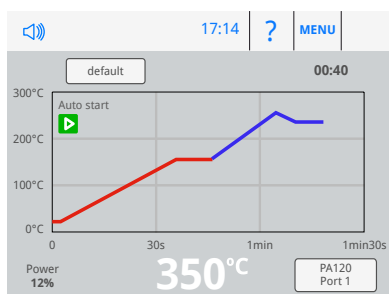 17:14 ? MENU
default 00:40
300°C
Auto start
200°C
100°C
0°C
0 30s 1min 1min30s
Power
12%
350°C
PA120
Port 1